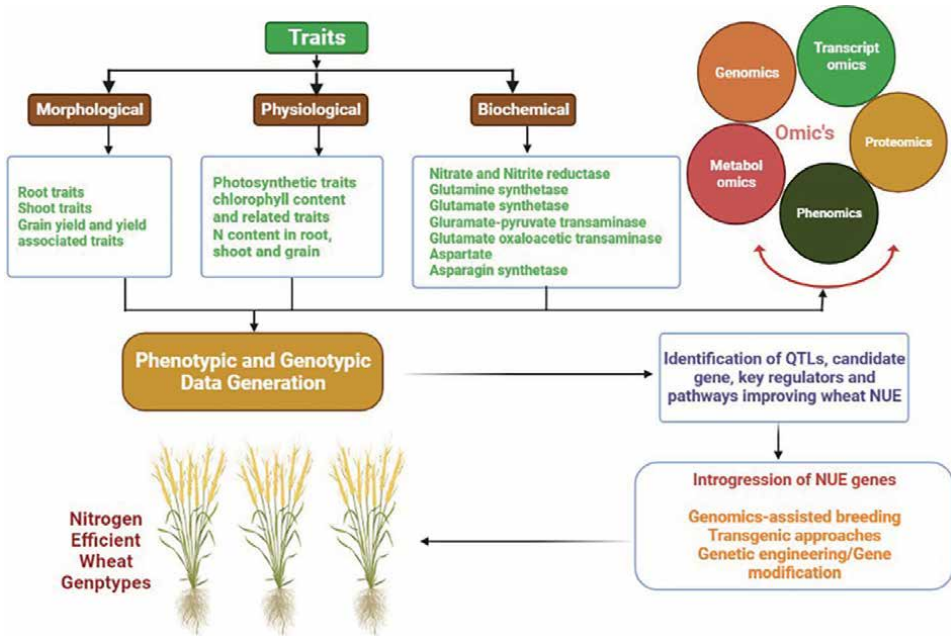 Traits
Morphological
Physiological
Biochemical
Root traits
Shoot traits
Grain yield and yield
associated traits
Photosynthetic traits
chlorophyll content
and related traits
N content in root,
shoot and grain
Nitrate and Nitrite reductase
Glutamine synthetase
Glutamate synthetase
Gluramate-pyruvate transaminase
Glutamate oxaloacetic transaminase
Aspartate
Asparagin synthetase
Genomics
Transcript
omics
Omic's
Proteomics
Metabol
omics
Phenomics
Phenotypic and Genotypic
Data Generation
Identification of QTLs, candidate
gene, key regulators and
pathways improving wheat NUE
Introgression of NUE genes
Genomics-assisted breeding
Transgenic approaches
Genetic engineering/Gene
modification
Nitrogen
Efficient
Wheat
Genptypes